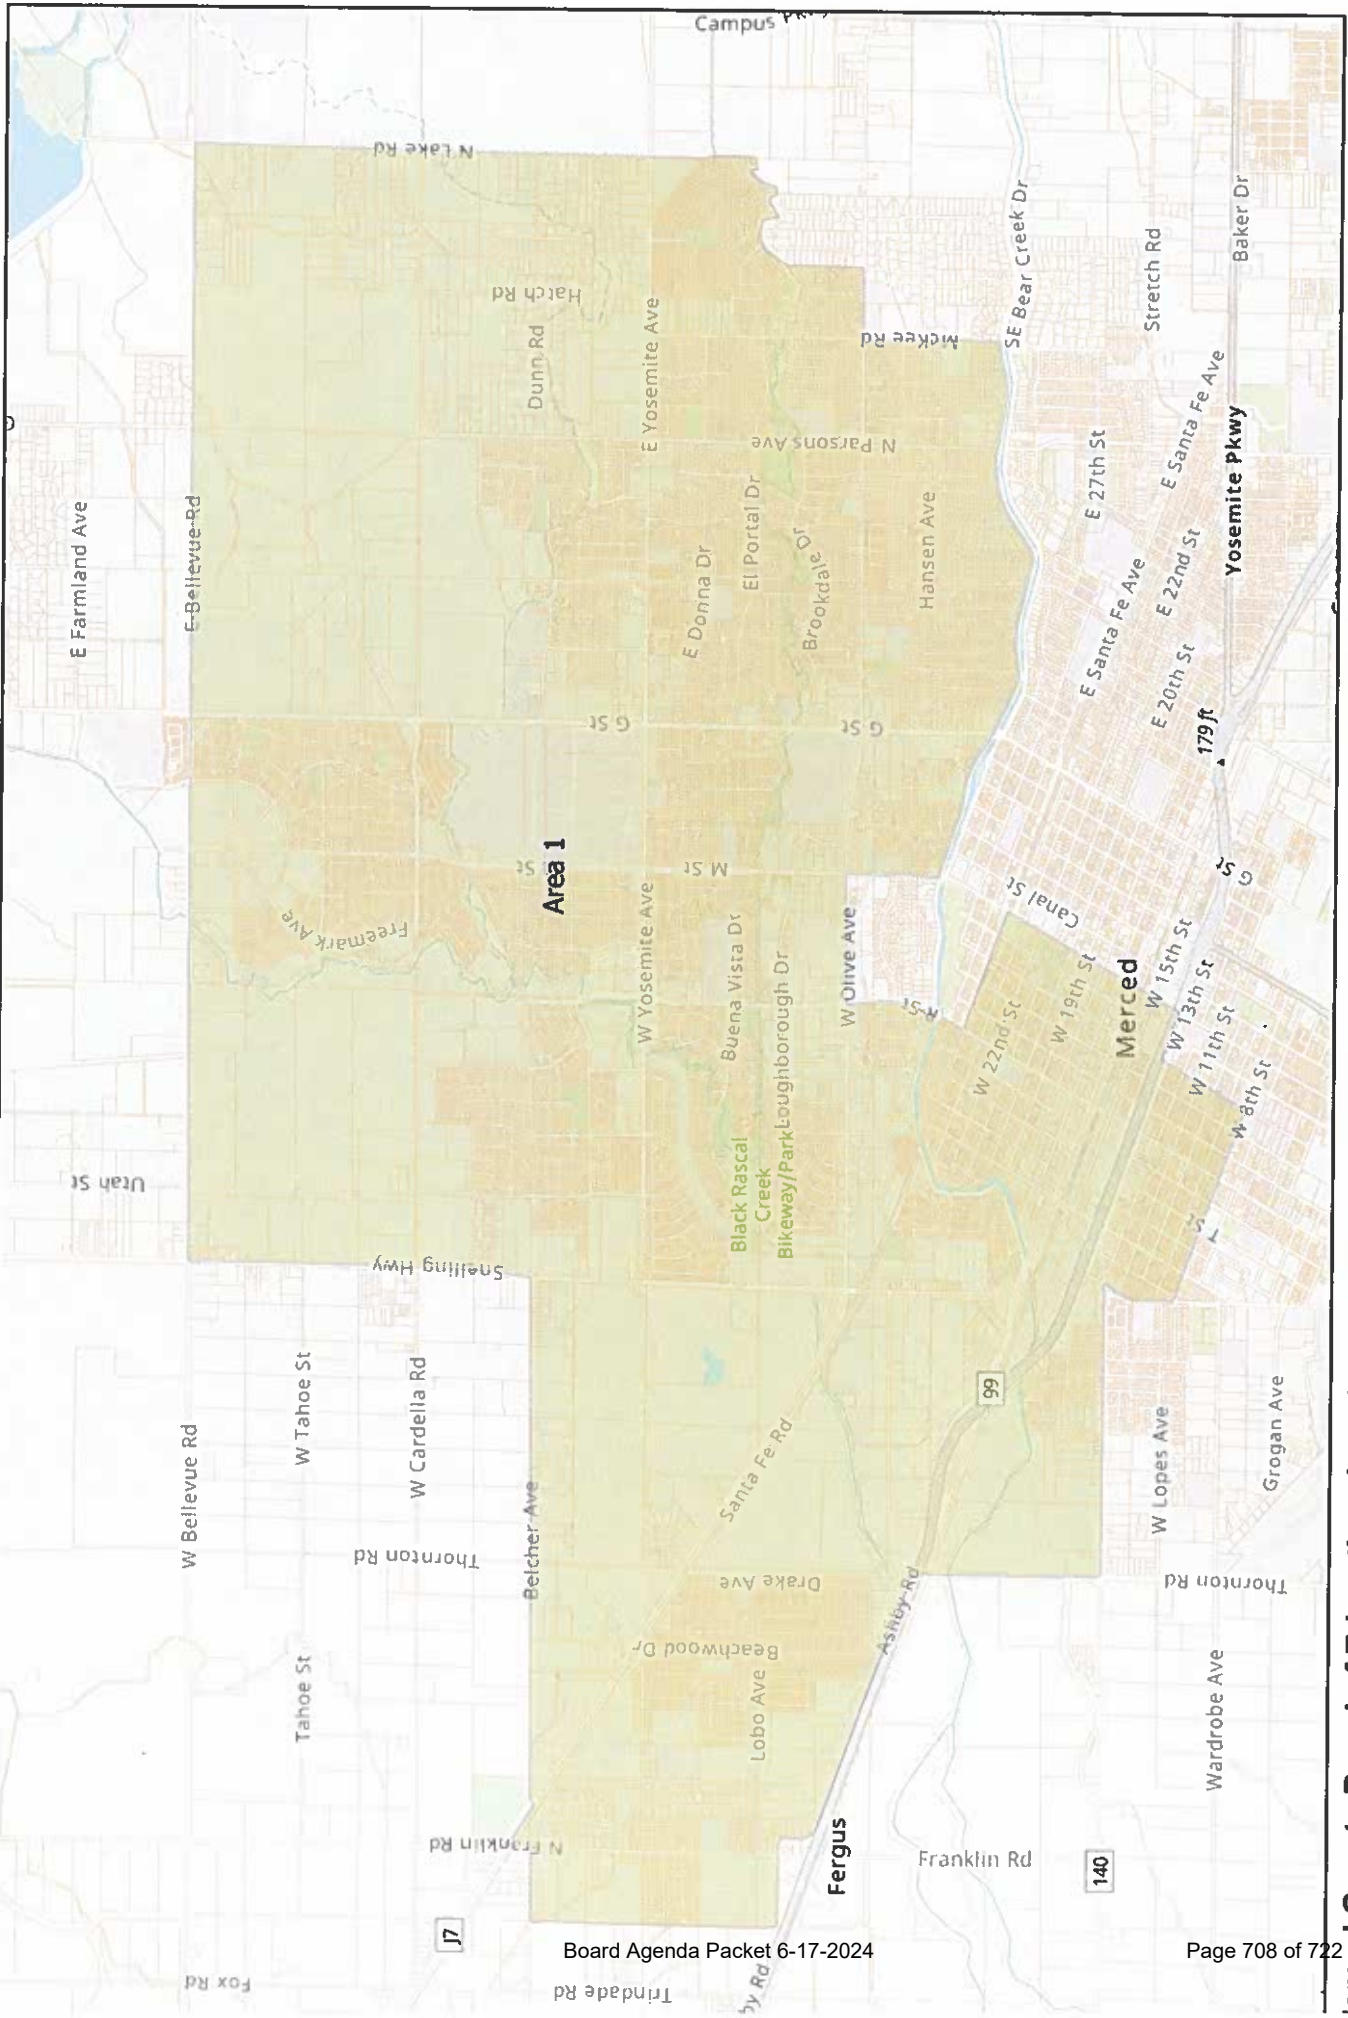 Campus Pkwy
N Lake Rd
Hatch Rd
Dunn Rd
E Yosemite Ave
McKee Rd
SE Bear Creek Dr
Stretch Rd
Baker Dr
E Farmland Ave
E Bellevue Rd
N Parsons Ave
El Portal Dr
E Donna Dr
Brookdale Dr
Hansen Ave
E 27th St
E Santa Fe Ave
E Santa Fe Ave
E 22nd St
E 20th St
Yosemite Pkwy
179 ft
G St
G St
G St
Area 1
M St
Freemark Ave
W Yosemite Ave
Buena Vista Dr
Loughborough Dr
W Olive Ave
R St
Canal St
W 22nd St
W 19th St
Merced
W 15th St
W 13th St
W 11th St
W 8th St
T St
Black Rascal
Creek
Bikeway/Park
Utah St
Snelling Hwy
W Bellevue Rd
W Tahoe St
W Cardella Rd
Thornton Rd
Belcher Ave
Santa Fe Rd
99
W Lopes Ave
Grogan Ave
Thornton Rd
Drake Ave
Beachwood Dr
Ashby Rd
Lobo Ave
Tahoe St
Wardrobe Ave
N Franklin Rd
Fergus
Franklin Rd
140
J7
Fox Rd
Trindade Rd
by Rd
Board Agenda Packet 6-17-2024
Page 708 of 722